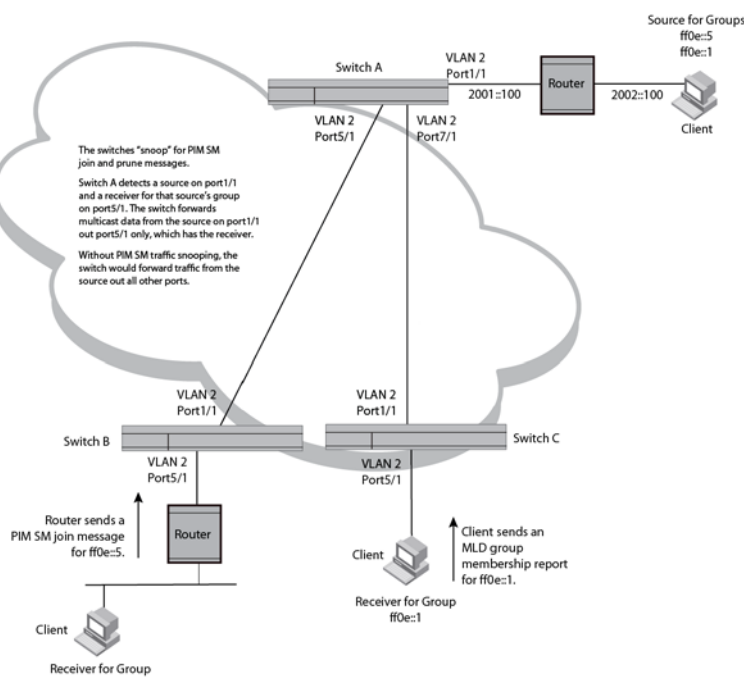 Source for Groups
ff0e::5
ff0e::1
VLAN 2
Port1/1
Switch A
Router
2001::100
2002::100
Client
VLAN 2
Port5/1
VLAN 2
Port7/1
The switches "snoop" for PIM SM
join and prune messages.
Switch A detects a source on port1/1
and a receiver for that source's group
on port5/1. The switch forwards
multicast data from the source on port1/1
out port5/1 only, which has the receiver.
Without PIM SM traffic snooping, the
switch would forward traffic from the
source out all other ports.
VLAN 2
Port1/1
VLAN 2
Port1/1
Switch B
Switch C
VLAN 2
Port5/1
VLAN 2
Port5/1
Router sends a
PIM SM join message
for ff0e::5.
Router
Client
Client sends an
MLD group
membership report
for ff0e::1.
Receiver for Group
ff0e::1
Client
Receiver for Group